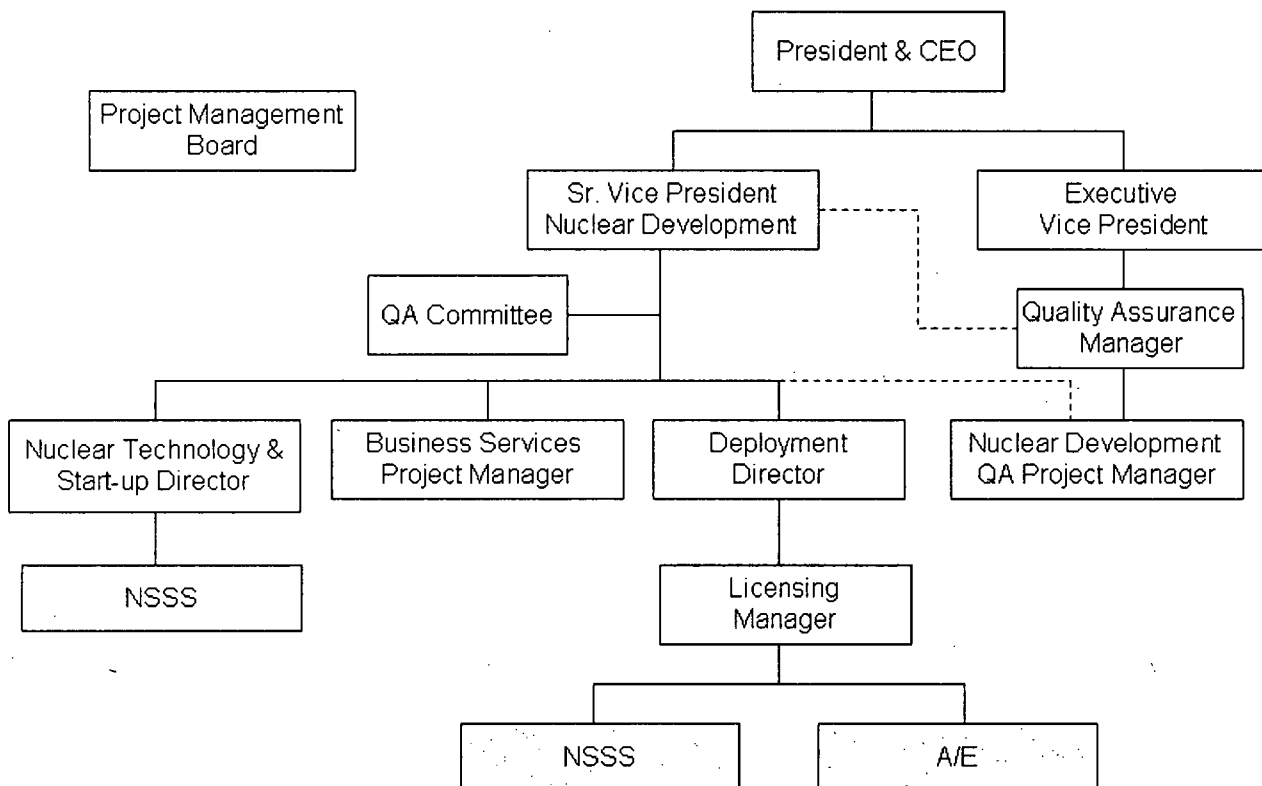 President & CEO
Project Management
Board
Sr. Vice President
Nuclear Development
Executive
Vice President
QA Committee
Quality Assurance
Manager
Nuclear Technology &
Start-up Director
Business Services
Project Manager
Deployment
Director
Nuclear Development
QA Project Manager
NSSS
Licensing
Manager
NSSS
A/E